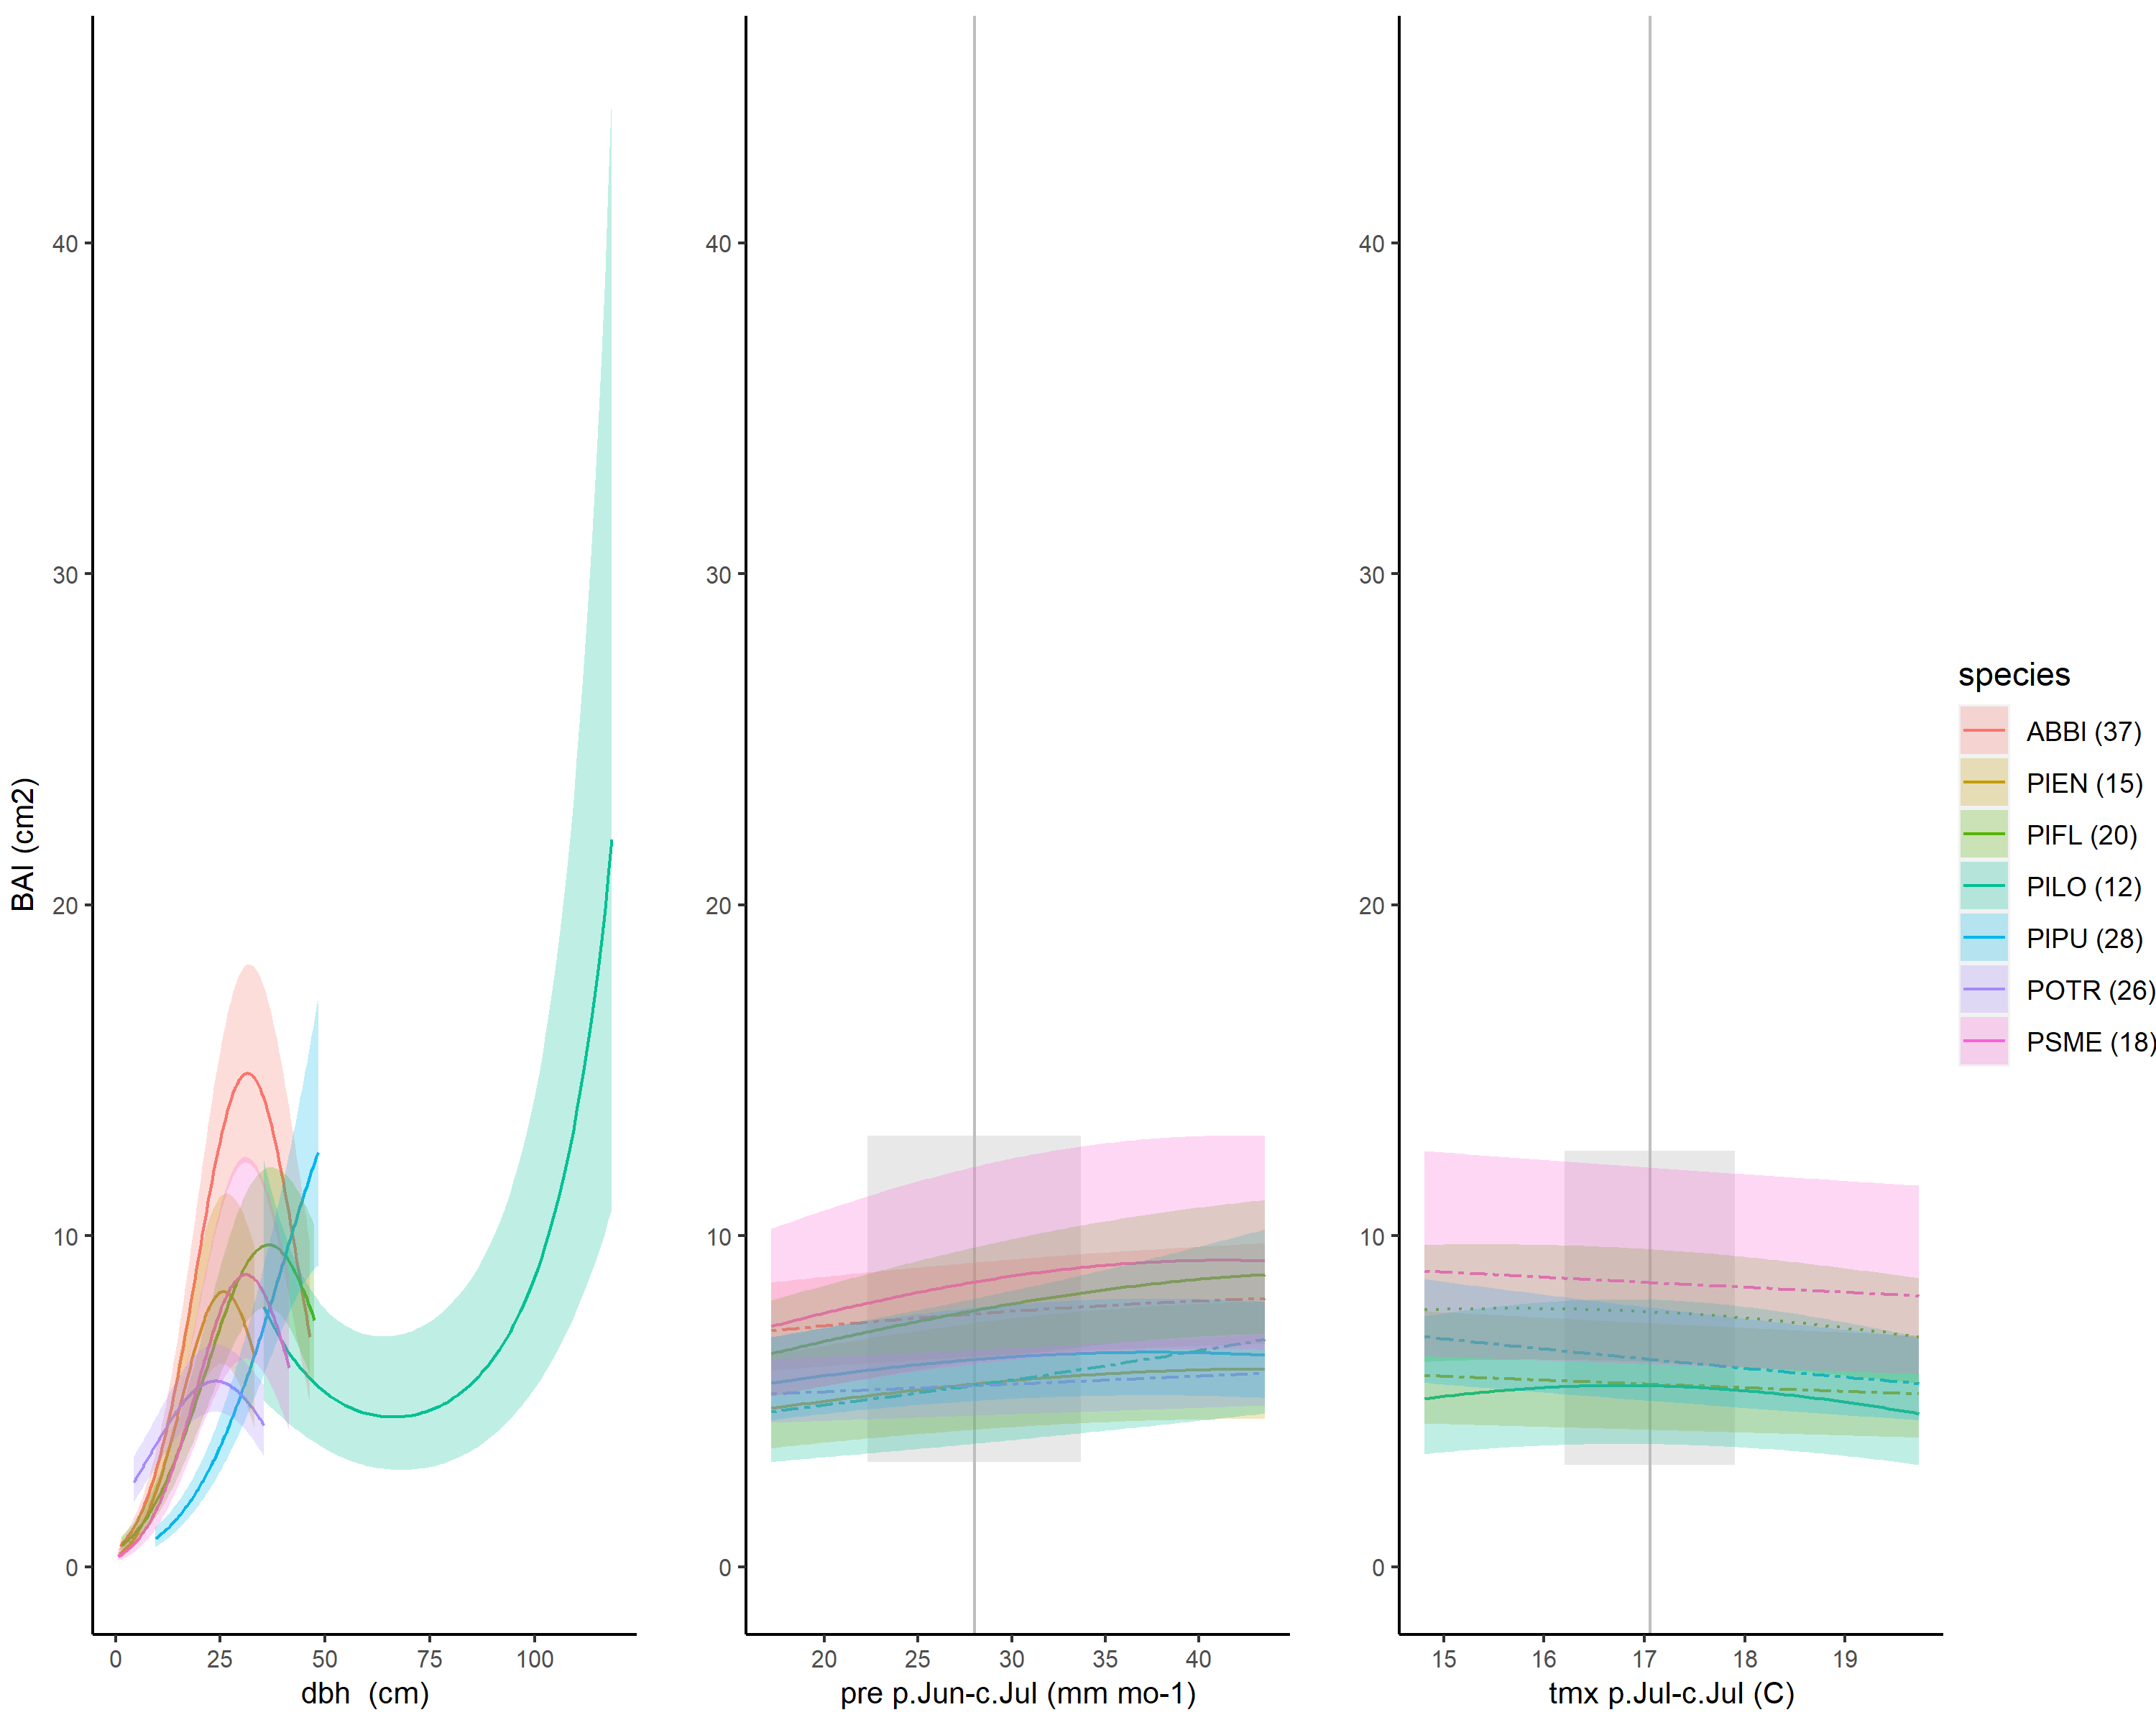 BAI (cm2)
40
30
20
10
0
0 25 50 75 100
dbh  (cm)
40
30
20
10
0
20 25 30 35 40
pre p.Jun-c.Jul (mm mo-1)
40
30
20
10
0
15 16 17 18 19
tmx p.Jul-c.Jul (C)
species
ABBI (37)
PIEN (15)
PIFL (20)
PILO (12)
PIPU (28)
POTR (26)
PSME (18)